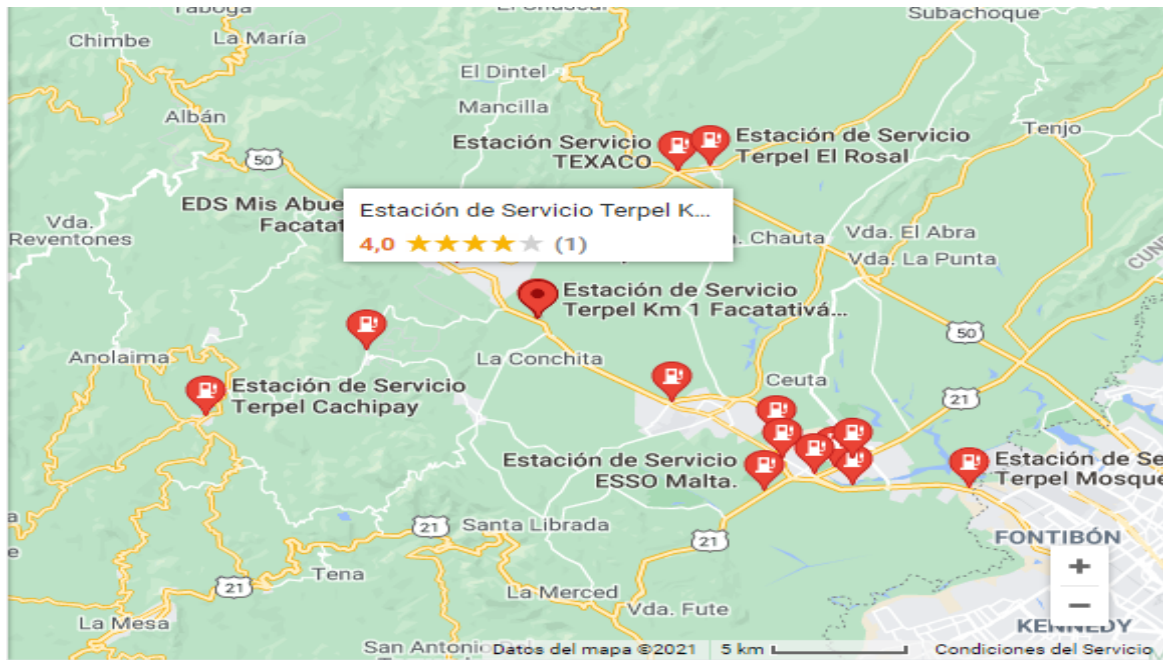 Subachoque
Chimbe
La María
El Dintel
Mancilla
Albán
Tenjo
Estación Servicio
TEXACO
Estación de Servicio
Terpel El Rosal
50
EDS Mis Abue
Facatat
Estación de Servicio Terpel K...
4,0 (1)
Vda.
Reventones
Chauta
Vda. El Abra
Vda. La Punta
Estación de Servicio
Terpel Km 1 Facatativá...
50
Anolaima
La Conchita
Estación de Servicio
Terpel Cachipay
Ceuta
21
Estación de Servicio
ESSO Malta.
Estación de Se
Terpel Mosque
21
Santa Librada
21
FONTIBÓN
+
−
Tena
21
La Merced
Vda. Fute
La Mesa
KENNEDY
San Antonio
Datos del mapa ©2021
5 km
Condiciones del Servicio